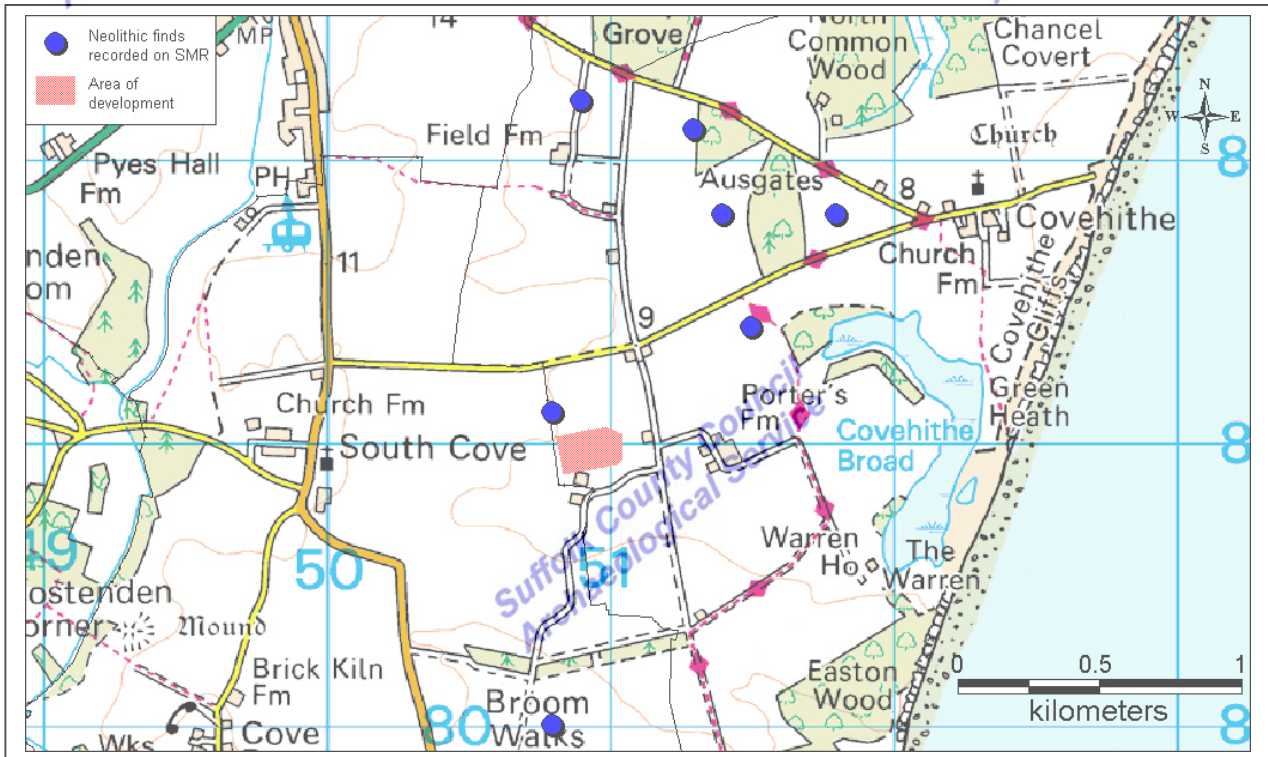 Neolithic finds
recorded on SMR
Area of
development
MP
14
Grove
North
Common
Wood
Chancel
Covert
N
W
E
S
Field Fm
Church
8
Pyes Hall
Fm
PH
Ausgates
8
Covehithe
Church
Fm
11
Covehithe
Cliffs
9
Green
Heath
Porter's
Fm
Church Fm
South Cove
Covehithe
Broad
8
Suffolk County Council
Archaeological Service
49
50
51
Warren
Ho
The
Warren
Mound
Brick Kiln
Fm
Easton
Wood
0
0.5
1
kilometers
Broom
Walks
80
8
Wks
Cove